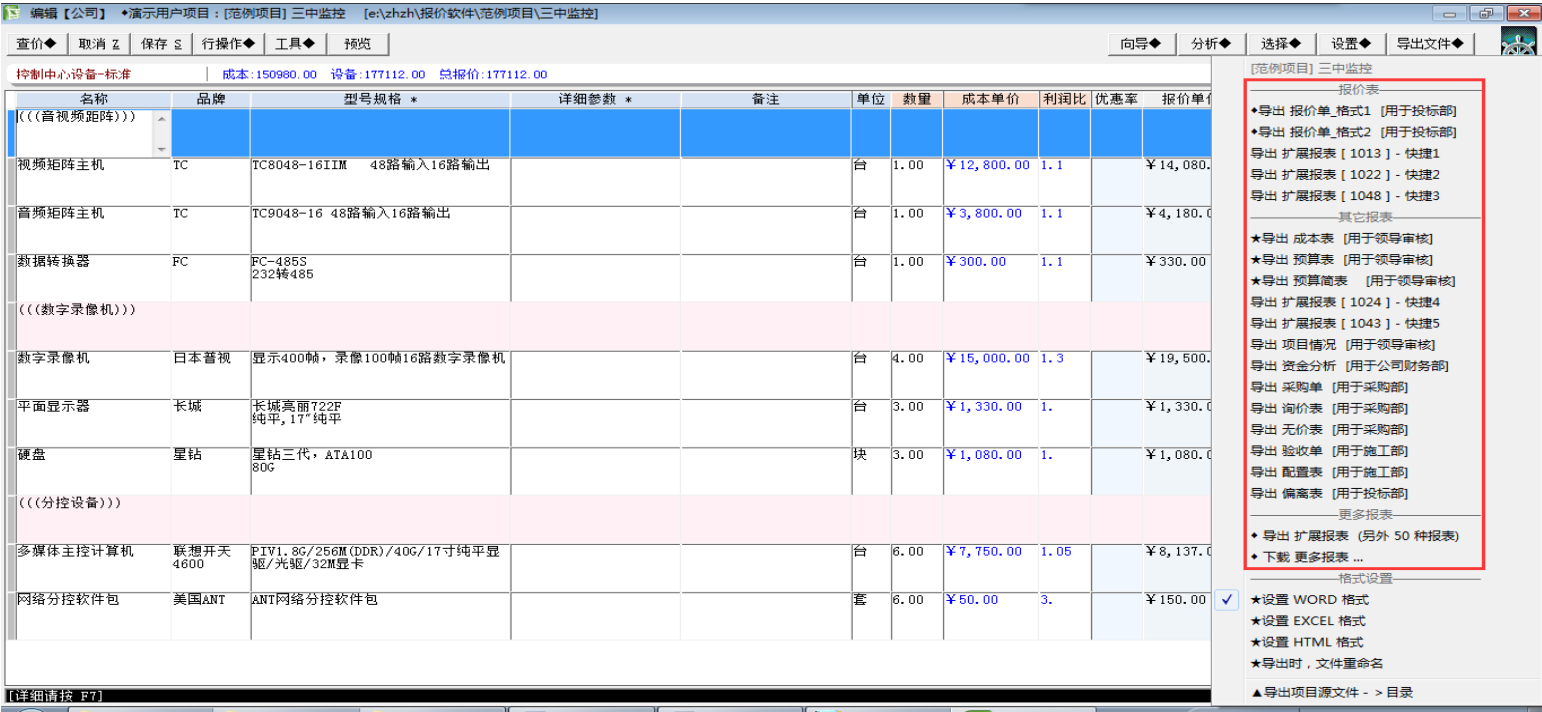 编辑【公司】 ◆演示用户项目：[范例项目] 三中监控 [e:\zhzh\报价软件\范例项目\三中监控]
查价◆ 取消 Z 保存 S 行操作◆ 工具◆ 预览 向导◆ 分析◆ 选择◆ 设置◆ 导出文件◆
控制中心设备-标准 成本:150980.00 设备:177112.00 总报价:177112.00
名称 品牌 型号规格 * 详细参数 * 备注 单位 数量 成本单价 利润比 优惠率 报价单
(((音视频矩阵)))
视频矩阵主机 TC TC8048-16IIM 48路输入16路输出 台 1.00 ￥12,800.00 1.1 ￥14,080.
音频矩阵主机 TC TC9048-16 48路输入16路输出 台 1.00 ￥3,800.00 1.1 ￥4,180.0
数据转换器 FC FC-485S 台 1.00 ￥300.00 1.1 ￥330.00
232转485
(((数字录像机)))
数字录像机 日本普视 显示400帧，录像100帧16路数字录像机 台 4.00 ￥15,000.00 1.3 ￥19,500.
平面显示器 长城 长城亮丽722F 台 3.00 ￥1,330.00 1. ￥1,330.0
纯平,17″纯平
硬盘 星钻 星钻三代，ATA100 块 3.00 ￥1,080.00 1. ￥1,080.0
80G
(((分控设备)))
多媒体主控计算机 联想开天 PIV1.8G/256M(DDR)/40G/17寸纯平显 台 6.00 ￥7,750.00 1.05 ￥8,137.0
4600 驱/光驱/32M显卡
网络分控软件包 美国ANT ANT网络分控软件包 套 6.00 ￥50.00 3. ￥150.00
[详细请按 F7]
[范例项目] 三中监控
报价表
◆导出 报价单_格式1 [用于投标部]
◆导出 报价单_格式2 [用于投标部]
导出 扩展报表 [ 1013 ] - 快捷1
导出 扩展报表 [ 1022 ] - 快捷2
导出 扩展报表 [ 1048 ] - 快捷3
其它报表
★导出 成本表 [用于领导审核]
★导出 预算表 [用于领导审核]
★导出 预算简表 [用于领导审核]
导出 扩展报表 [ 1024 ] - 快捷4
导出 扩展报表 [ 1043 ] - 快捷5
导出 项目情况 [用于领导审核]
导出 资金分析 [用于公司财务部]
导出 采购单 [用于采购部]
导出 询价表 [用于采购部]
导出 无价表 [用于采购部]
导出 验收单 [用于施工部]
导出 配置表 [用于施工部]
导出 偏离表 [用于投标部]
更多报表
◆ 导出 扩展报表 (另外 50 种报表)
◆ 下载 更多报表 ...
格式设置
★设置 WORD 格式
★设置 EXCEL 格式
★设置 HTML 格式
★导出时，文件重命名
▲导出项目源文件 - > 目录